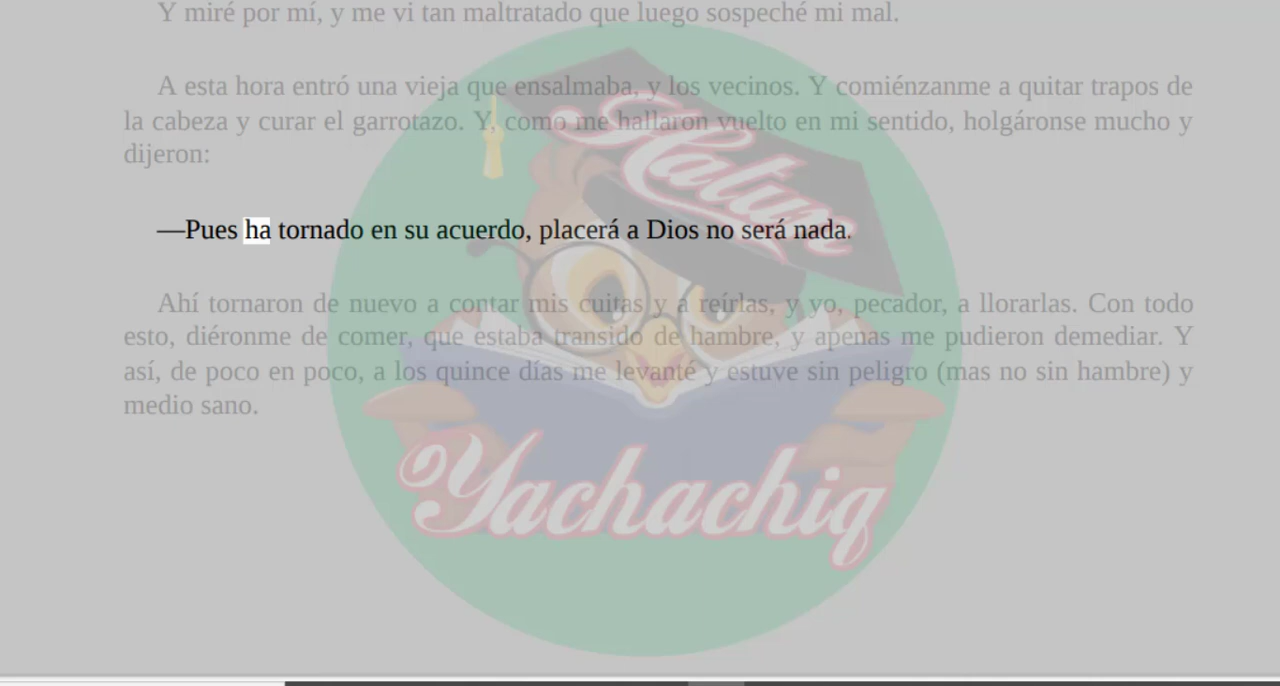 Y miré por mí, y me vi tan maltratado que luego sospeché mi mal.
A esta hora entró una vieja que ensalmaba, y los vecinos. Y comiénzanme a quitar trapos de
la cabeza y curar el garrotazo. Y, como me hallaron vuelto en mi sentido, holgáronse mucho y
dijeron:
—Pues ha tornado en su acuerdo, placerá a Dios no será nada.
Ahí tornaron de nuevo a contar mis cuitas y a reírlas, y yo, pecador, a llorarlas. Con todo
esto, diéronme de comer, que estaba transido de hambre, y apenas me pudieron demediar. Y
así, de poco en poco, a los quince días me levanté y estuve sin peligro (mas no sin hambre) y
medio sano.
Hatun
Yachachiq